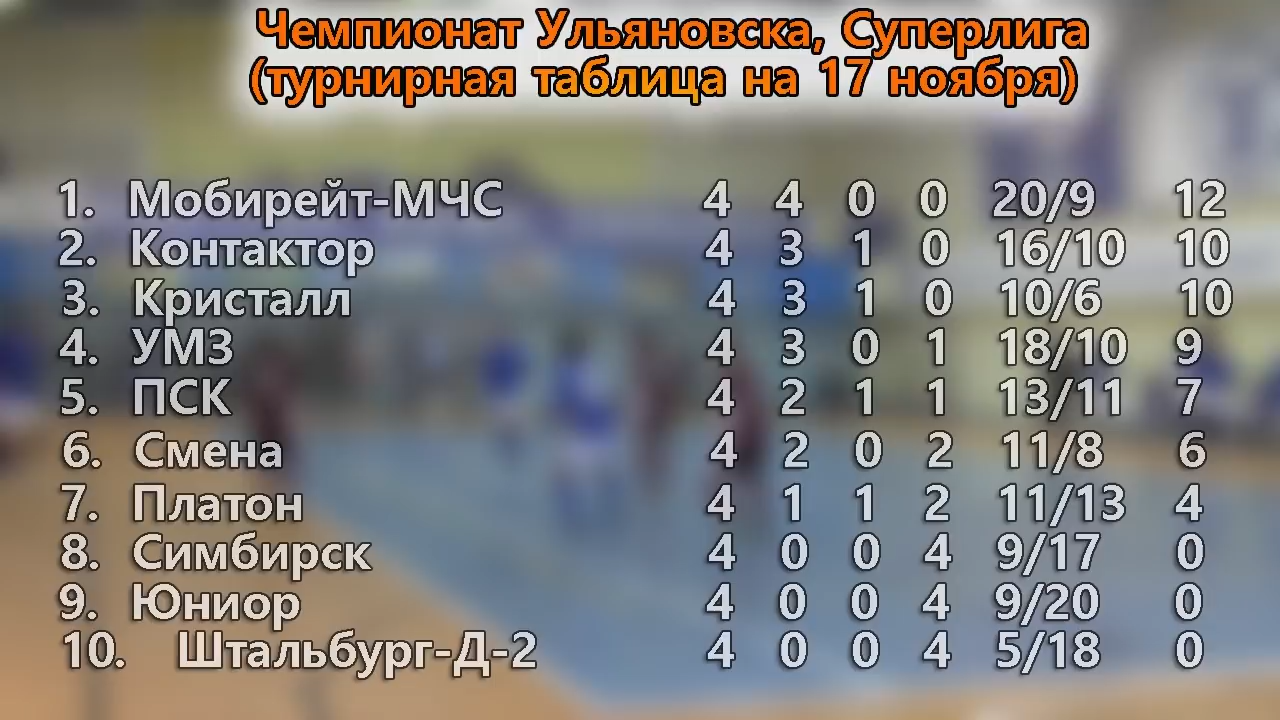 Чемпионат Ульяновска, Суперлига
(турнирная таблица на 17 ноября)
1. Мобирейт-МЧС 4 4 0 0 20/9 12
2. Контактор 4 3 1 0 16/10 10
3. Кристалл 4 3 1 0 10/6 10
4. УМЗ 4 3 0 1 18/10 9
5. ПСК 4 2 1 1 13/11 7
6. Смена 4 2 0 2 11/8 6
7. Платон 4 1 1 2 11/13 4
8. Симбирск 4 0 0 4 9/17 0
9. Юниор 4 0 0 4 9/20 0
10. Штальбург-Д-2 4 0 0 4 5/18 0